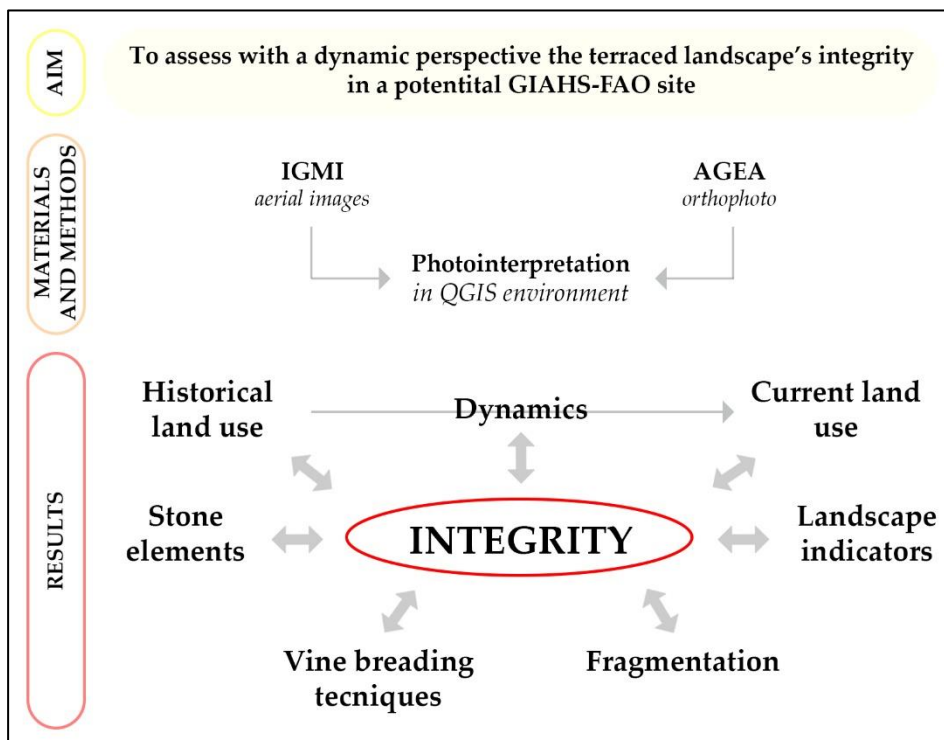 AIM
To assess with a dynamic perspective the terraced landscape's integrity
in a potentital GIAHS-FAO site
MATERIALS
AND METHODS
IGMI
aerial images
AGEA
orthophoto
Photointerpretation
in QGIS environment
RESULTS
Historical
land use
Dynamics
Current land
use
Stone
elements
INTEGRITY
Landscape
indicators
Vine breading
tecniques
Fragmentation